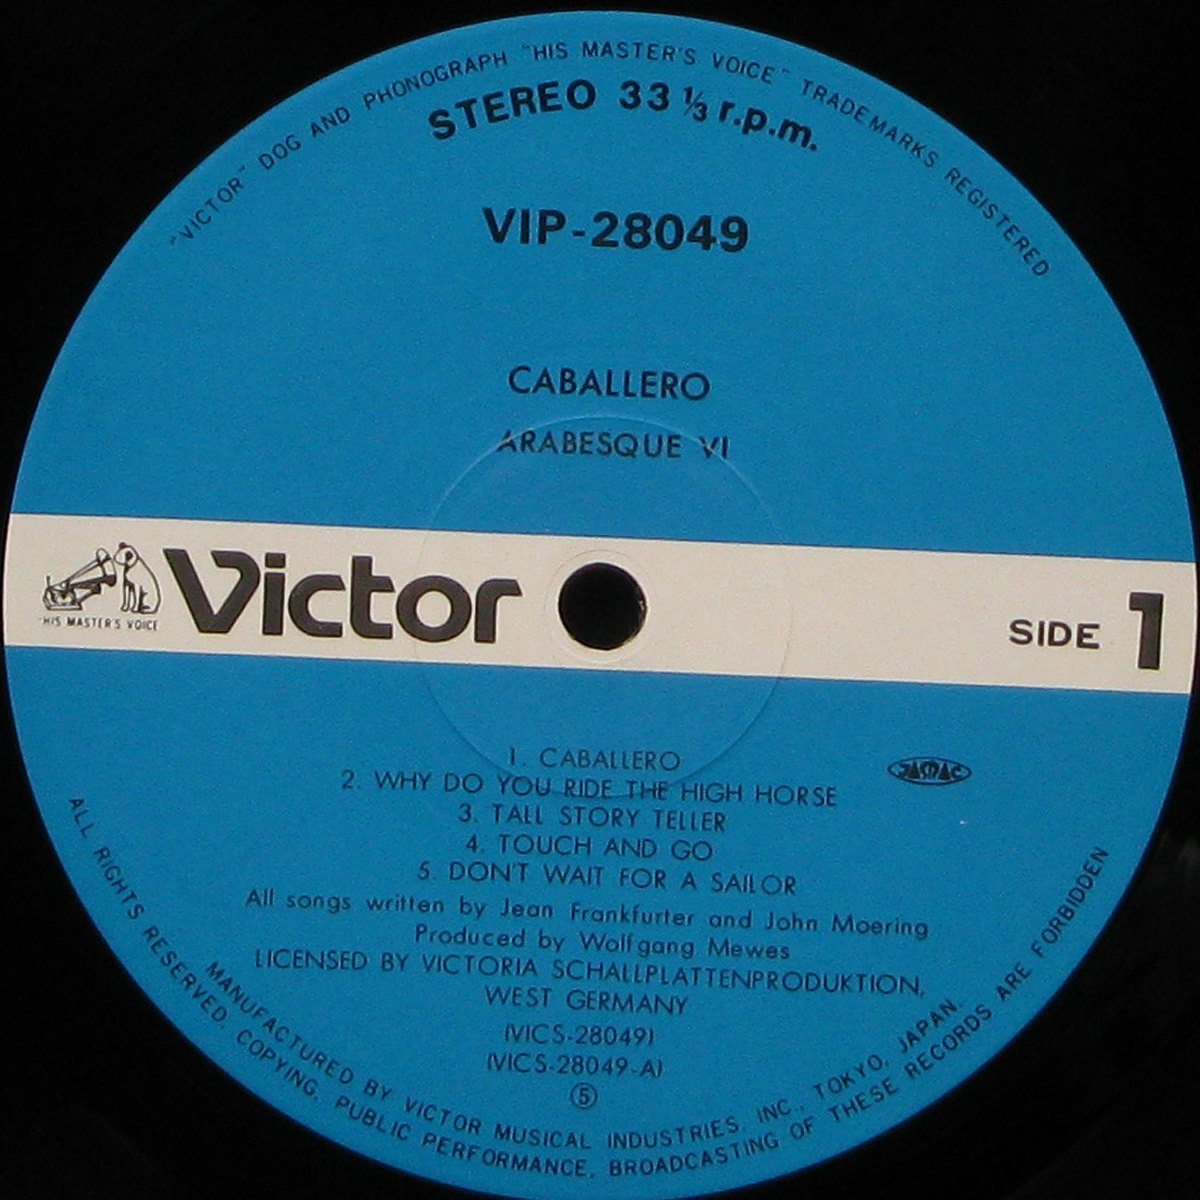 "VICTOR" DOG AND PHONOGRAPH "HIS MASTER'S VOICE" TRADEMARKS REGISTERED
STEREO 33 ⅓ r.p.m.
VIP-28049
CABALLERO
ARABESQUE VI
"HIS MASTER'S VOICE"
Victor
SIDE 1
1. CABALLERO
2. WHY DO YOU RIDE THE HIGH HORSE
3. TALL STORY TELLER
4. TOUCH AND GO
5. DON'T WAIT FOR A SAILOR
JASMAC
All songs written by Jean Frankfurter and John Moering
Produced by Wolfgang Mewes
LICENSED BY VICTORIA SCHALLPLATTENPRODUKTION,
WEST GERMANY
(VICS-28049)
(VICS-28049-A)
⑤
MANUFACTURED BY VICTOR MUSICAL INDUSTRIES, INC., TOKYO, JAPAN.
ALL RIGHTS RESERVED. COPYING, PUBLIC PERFORMANCE, BROADCASTING OF THESE RECORDS ARE FORBIDDEN